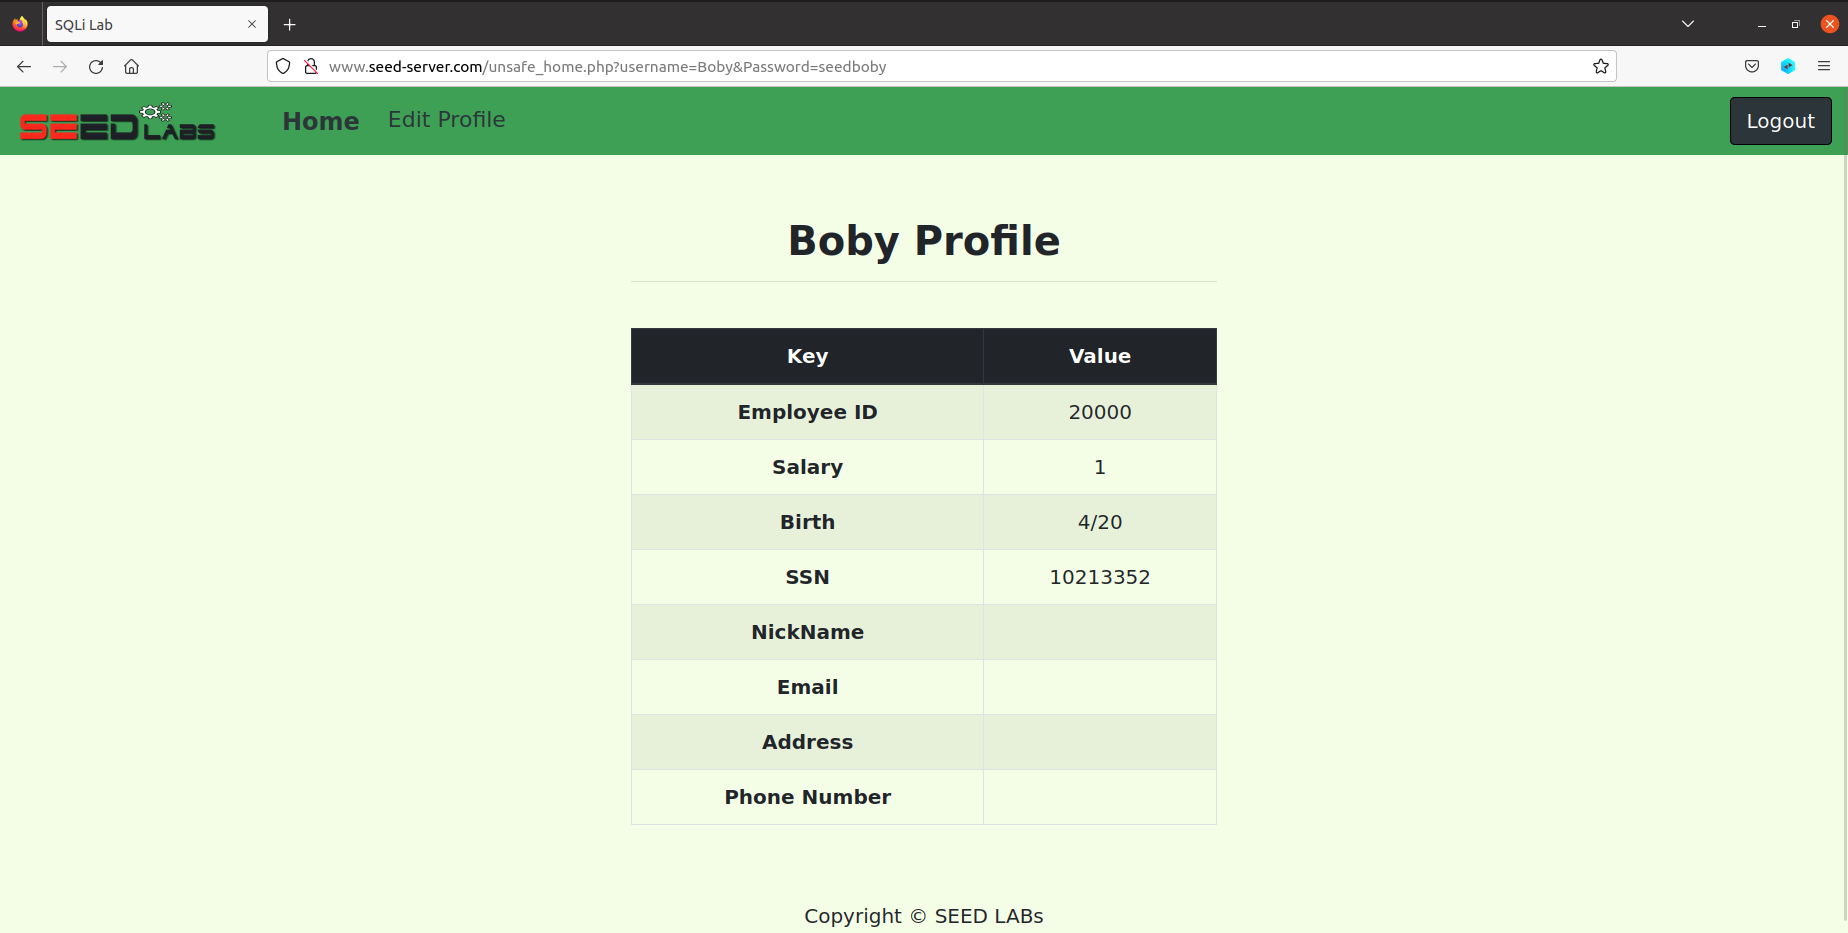 SQLi Lab
www.seed-server.com/unsafe_home.php?username=Boby&Password=seedboby
SEED LABS Home Edit Profile Logout
Boby Profile
Key Value
Employee ID 20000
Salary 1
Birth 4/20
SSN 10213352
NickName
Email
Address
Phone Number
Copyright © SEED LABs